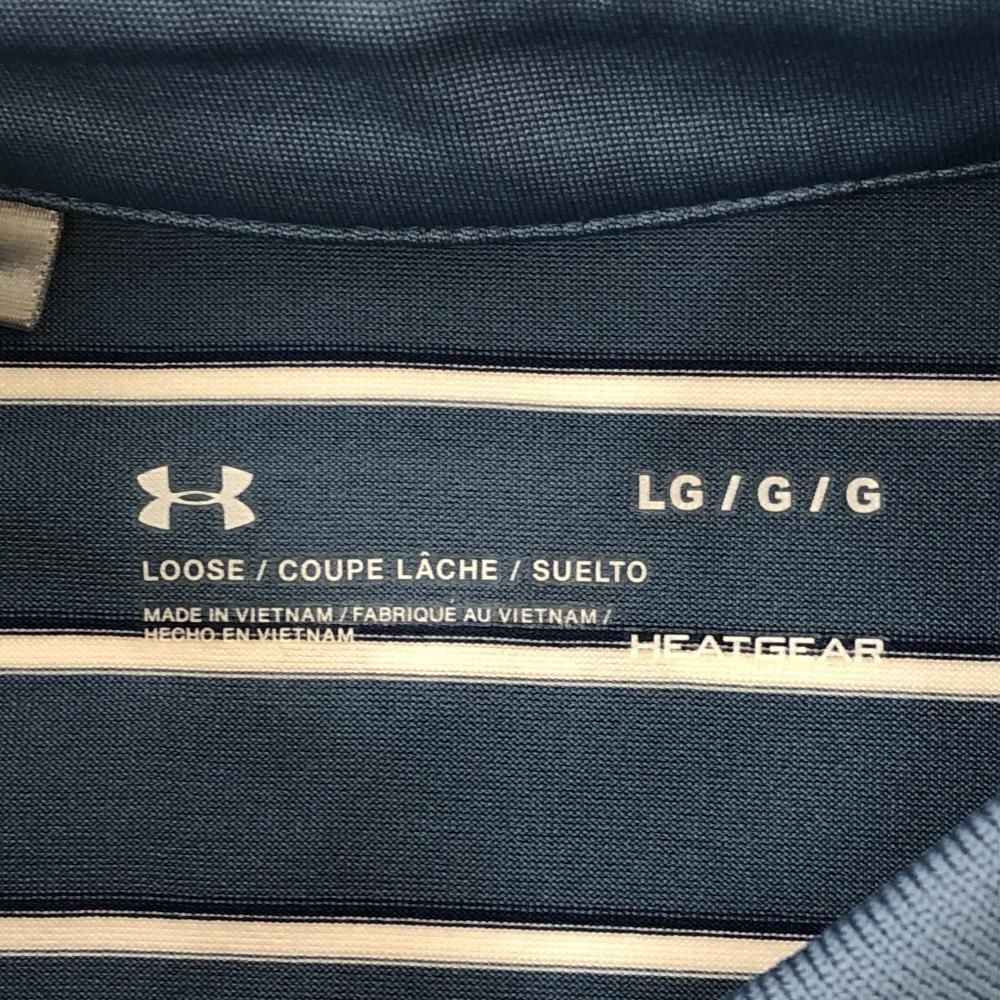 LG / G / G
LOOSE / COUPE LÂCHE / SUELTO
MADE IN VIETNAM / FABRIQUÉ AU VIETNAM /
HECHO EN VIETNAM
HEATGEAR